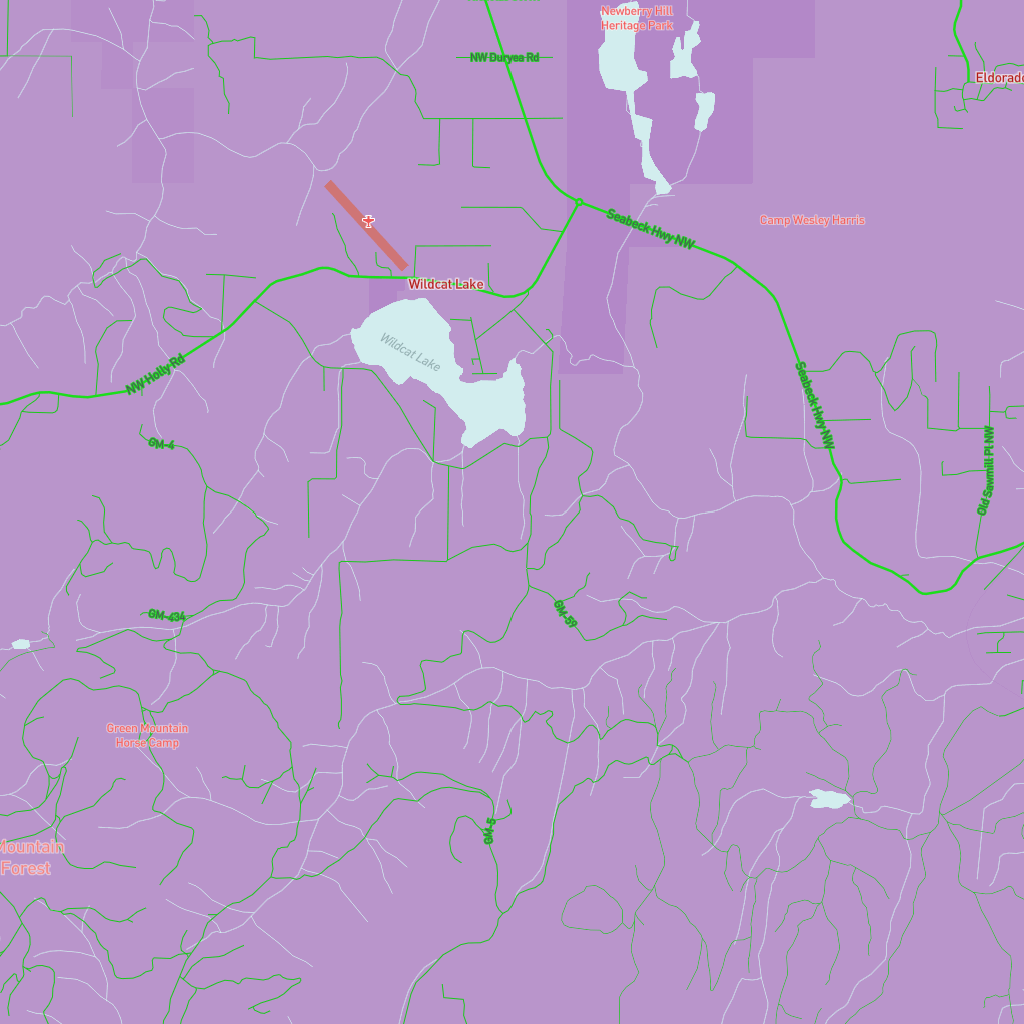 Newberry Hill
Heritage Park
NW Duryea Rd
Eldorado
Camp Wesley Harris
Seabeck Hwy NW
Wildcat Lake
Wildcat Lake
NW Holly Rd
Seabeck Hwy NW
GM-4
Old Sawmill Pl NW
GM-434
GM-59
Green Mountain
Horse Camp
GM-5
Mountain
Forest